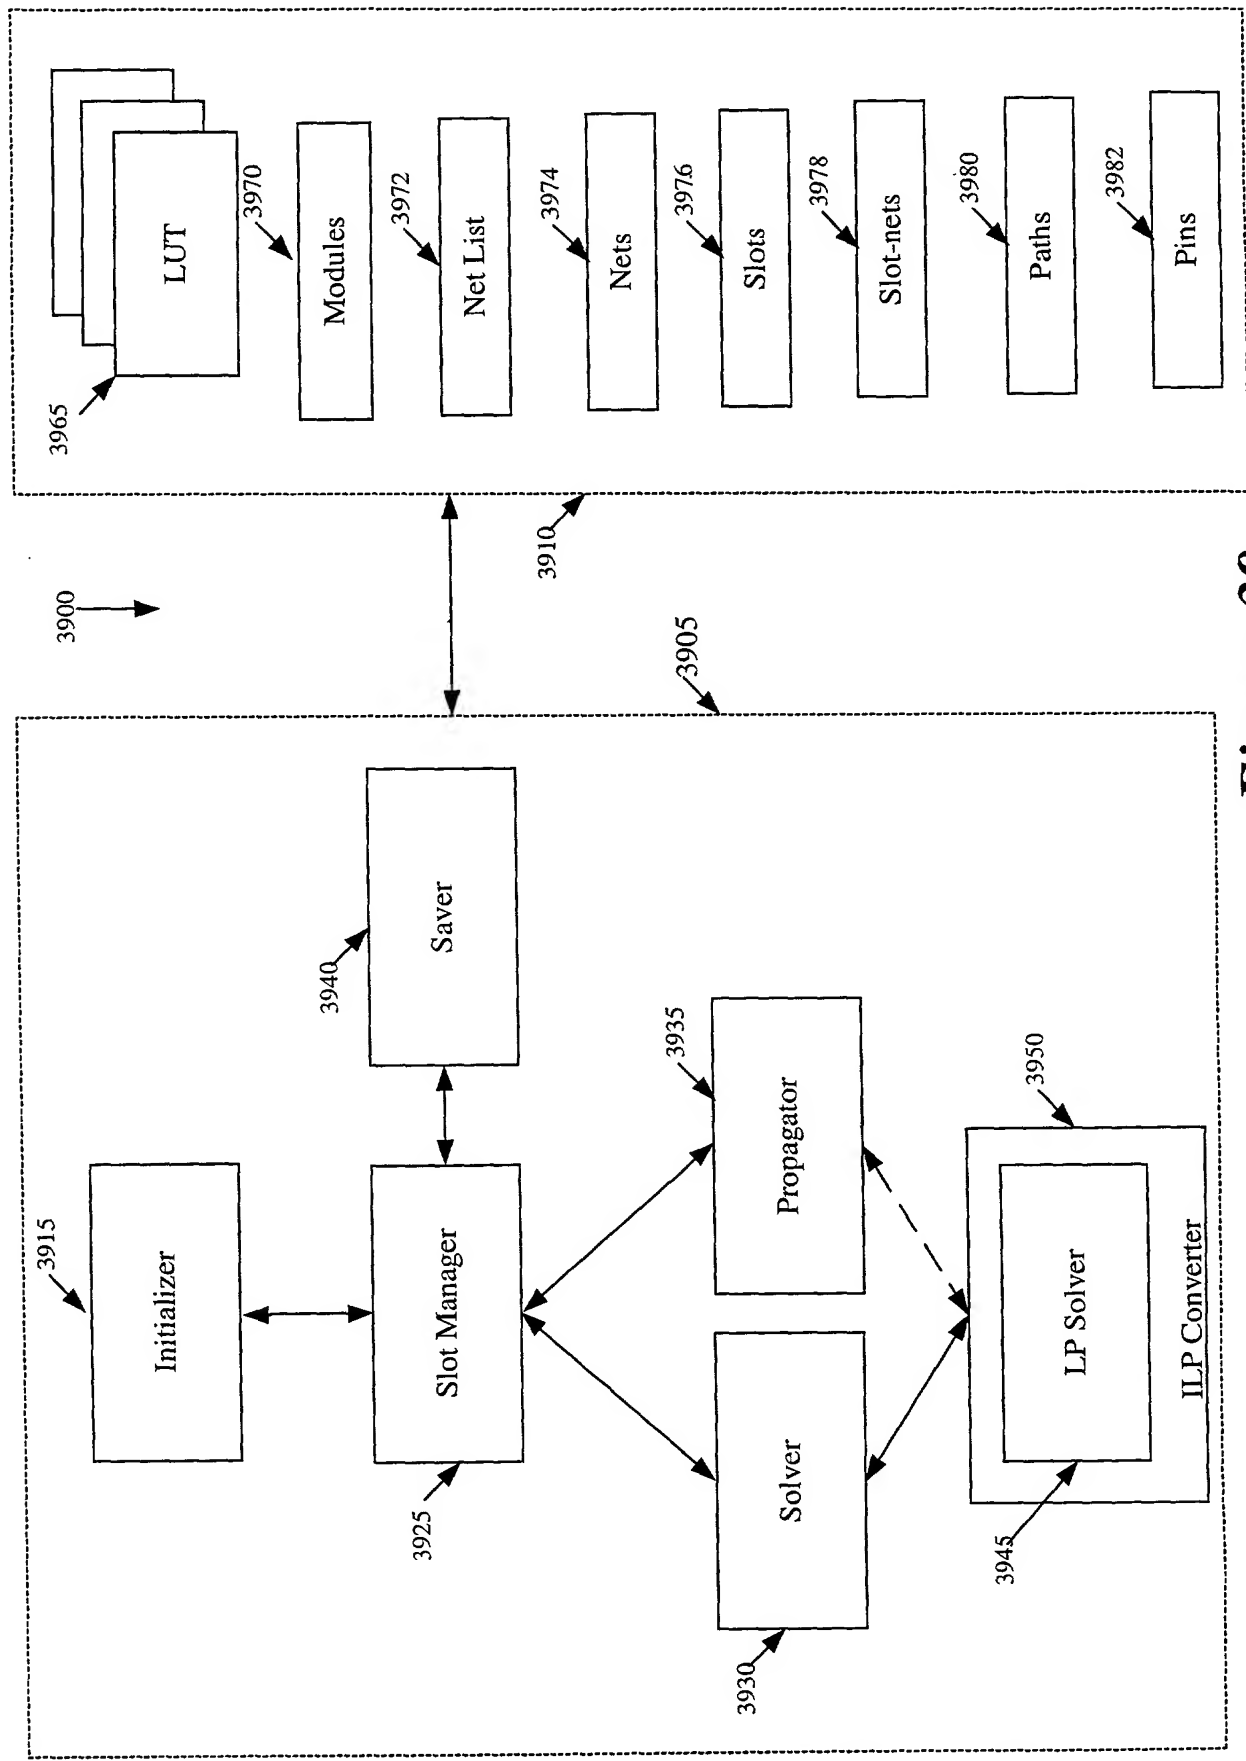 3900
3915
Initializer
3925
Slot Manager
3940
Saver
3930
Solver
3935
Propagator
3945
LP Solver
ILP Converter
3950
3905
3910
3965
LUT
3970
Modules
3972
Net List
3974
Nets
3976
Slots
3978
Slot-nets
3980
Paths
3982
Pins